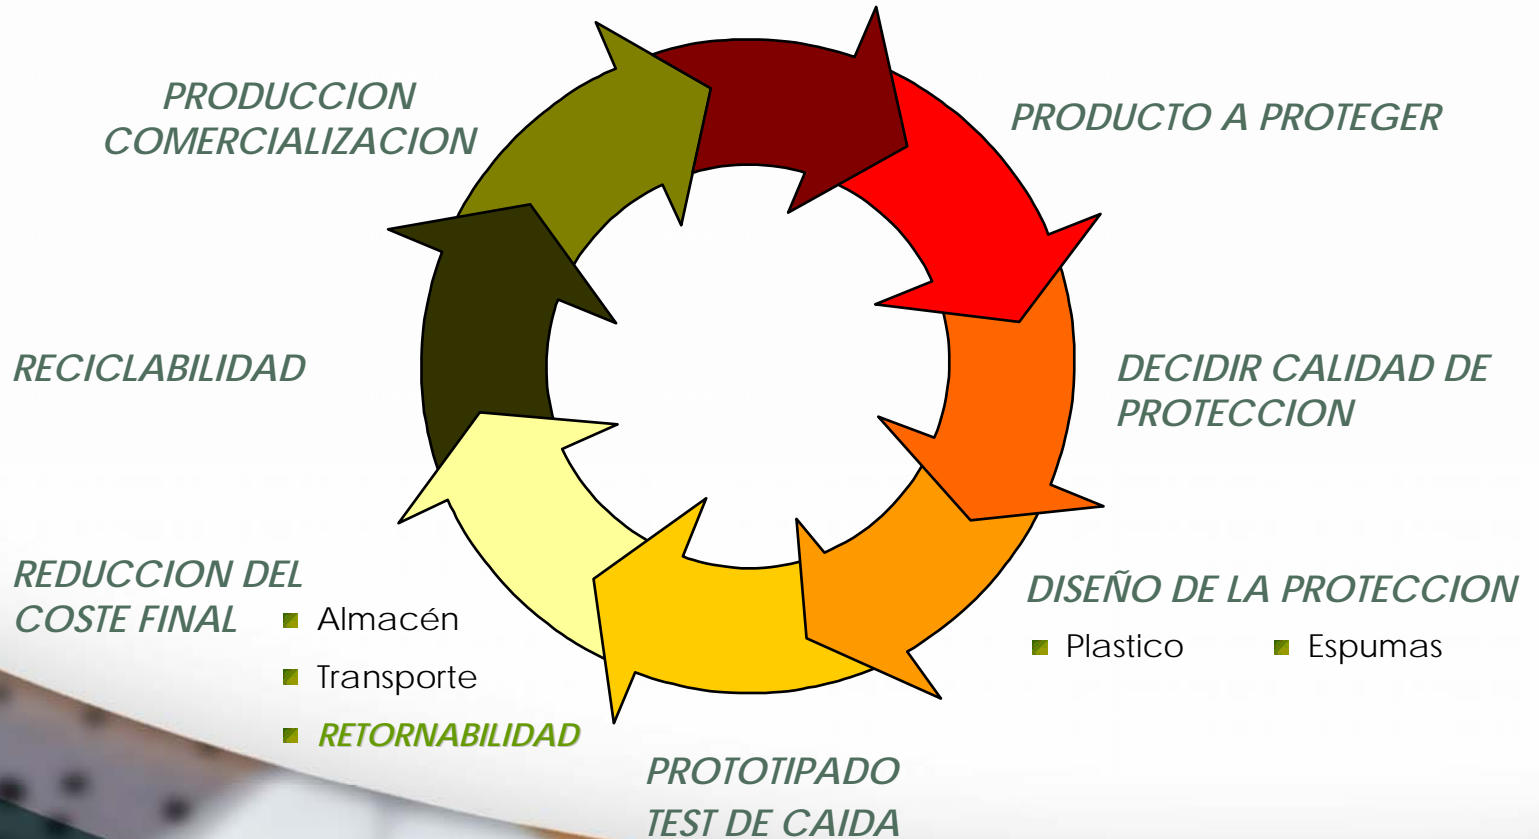 PRODUCCION
COMERCIALIZACION
PRODUCTO A PROTEGER
RECICLABILIDAD
DECIDIR CALIDAD DE
PROTECCION
REDUCCION DEL
COSTE FINAL
Almacén
Transporte
RETORNABILIDAD
DISEÑO DE LA PROTECCION
Plastico
Espumas
PROTOTIPADO
TEST DE CAIDA